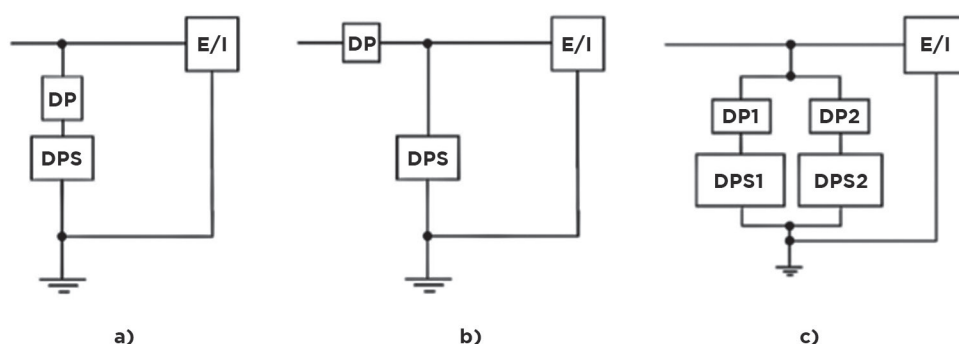 E/I
DP
DPS
a)
DP
E/I
DPS
b)
E/I
DP1 DP2
DPS1 DPS2
c)